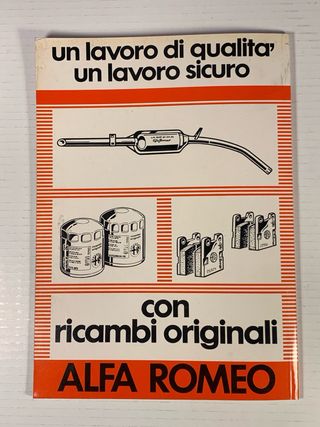 un lavoro di qualita'
un lavoro sicuro
con
ricambi originali
ALFA ROMEO